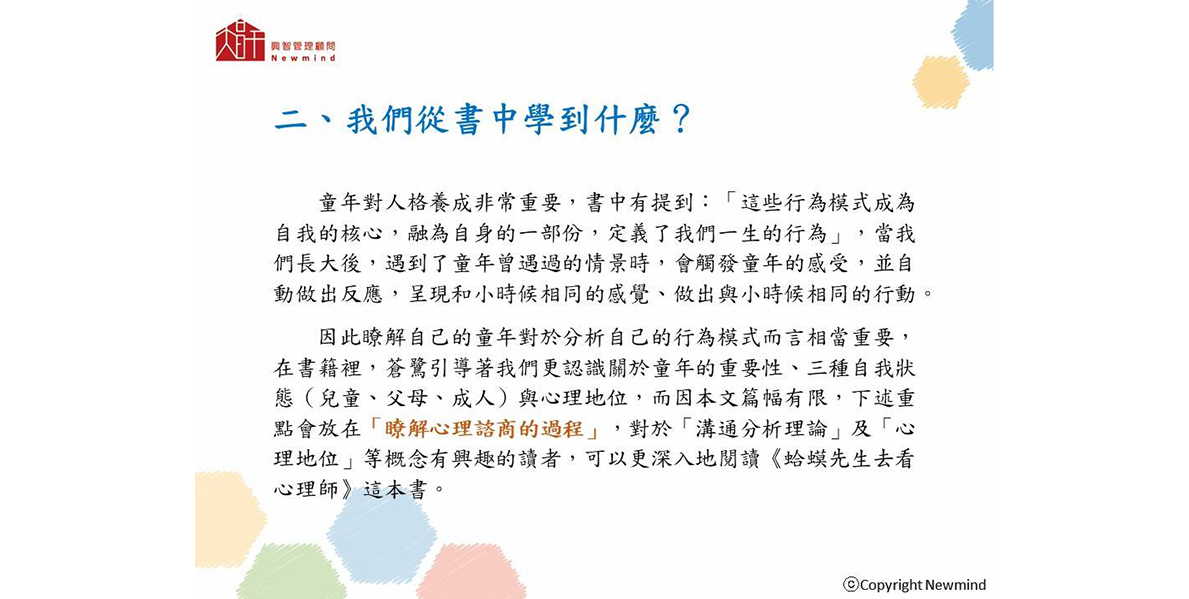 興智管理顧問
Newmind
二、我們從書中學到什麼？
童年對人格養成非常重要，書中有提到：「這些行為模式成為
自我的核心，融為自身的一部份，定義了我們一生的行為」，當我
們長大後，遇到了童年曾遇過的情景時，會觸發童年的感受，並自
動做出反應，呈現和小時候相同的感覺、做出與小時候相同的行動。
因此瞭解自己的童年對於分析自己的行為模式而言相當重要，
在書籍裡，蒼鷺引導著我們更認識關於童年的重要性、三種自我狀
態（兒童、父母、成人）與心理地位，而因本文篇幅有限，下述重
點會放在「瞭解心理諮商的過程」，對於「溝通分析理論」及「心
理地位」等概念有興趣的讀者，可以更深入地閱讀《蛤蟆先生去看
心理師》這本書。
©Copyright Newmind